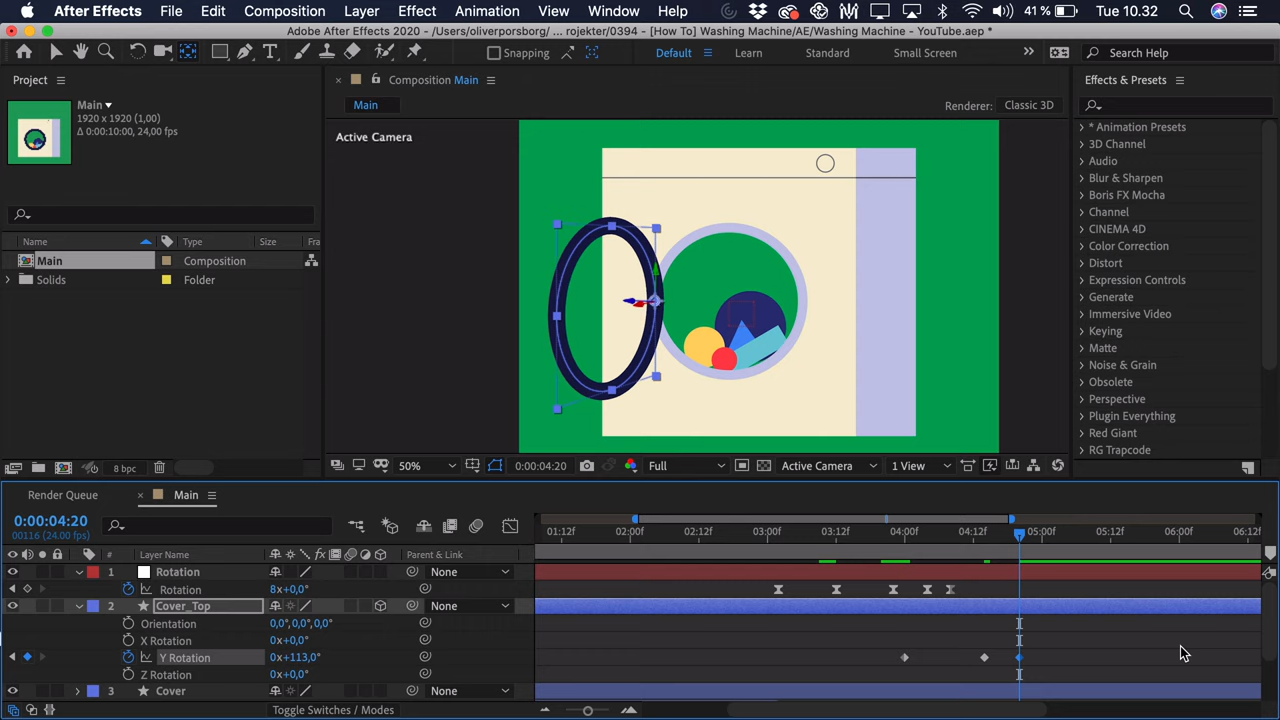 After Effects File Edit Composition Layer Effect Animation View Window Help 41 % Tue 10.32
Adobe After Effects 2020 - /Users/oliverporsborg/ ... rojekter/0394 - [How To] Washing Machine/AE/Washing Machine - YouTube.aep *
Snapping Default Learn Standard Small Screen Search Help
Project
Main
1920 x 1920 (1,00)
Δ 0:00:10:00, 24,00 fps
Name Type Size Fra
Main Composition
Solids Folder
8 bpc
Composition Main
Main
Renderer: Classic 3D
Active Camera
50% 0:00:04:20 Full Active Camera 1 View
Effects & Presets
* Animation Presets
3D Channel
Audio
Blur & Sharpen
Boris FX Mocha
Channel
CINEMA 4D
Color Correction
Distort
Expression Controls
Generate
Immersive Video
Keying
Matte
Noise & Grain
Obsolete
Perspective
Plugin Everything
Red Giant
RG Trapcode
Render Queue Main
0:00:04:20
00116 (24.00 fps)
01:12f 02:00f 02:12f 03:00f 03:12f 04:00f 04:12f 05:00f 05:12f 06:00f 06:12f
# Layer Name fx Parent & Link
1 Rotation None
Rotation 8x+0,0°
2 Cover_Top None
Orientation 0,0°,0,0°,0,0°
X Rotation 0x+0,0°
Y Rotation 0x+113,0°
Z Rotation 0x+0,0°
3 Cover None
Toggle Switches / Modes